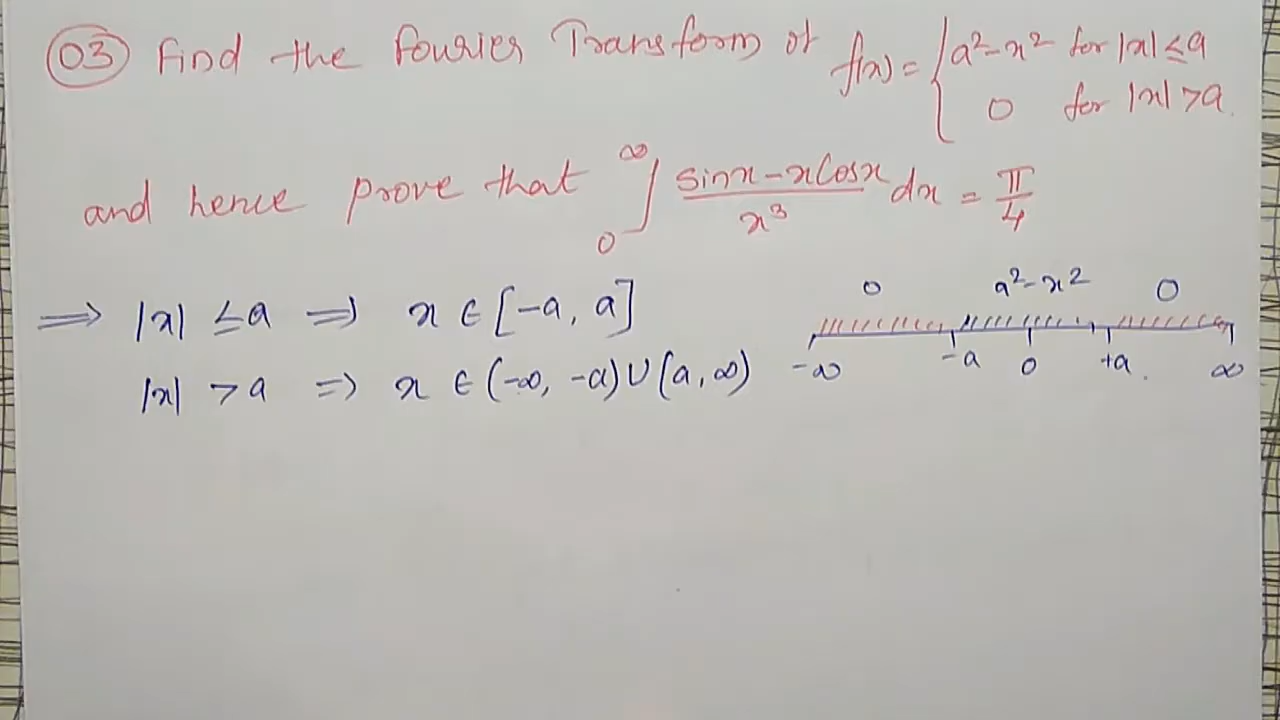 03 Find the Fourier Transform of f(x) = { a²-x² for |x| ≤ a
0 for |x| > a.
and hence prove that ∫₀^∞ (sinx - xcosx)/x³ dx = π/4
⟹ |x| ≤ a ⟹ x ∈ [-a, a]
|x| > a ⟹ x ∈ (-∞, -a) ∪ (a, ∞)
0 a²-x² 0
-∞ -a 0 +a. ∞